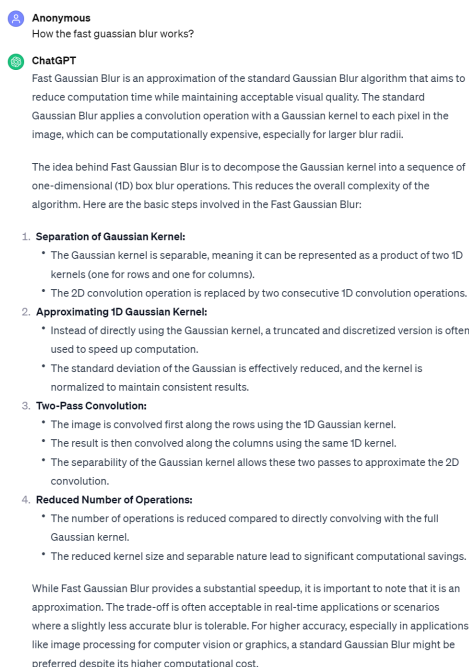 Anonymous
How the fast guassian blur works?
ChatGPT
Fast Gaussian Blur is an approximation of the standard Gaussian Blur algorithm that aims to
reduce computation time while maintaining acceptable visual quality. The standard
Gaussian Blur applies a convolution operation with a Gaussian kernel to each pixel in the
image, which can be computationally expensive, especially for larger blur radii.
The idea behind Fast Gaussian Blur is to decompose the Gaussian kernel into a sequence of
one-dimensional (1D) box blur operations. This reduces the overall complexity of the
algorithm. Here are the basic steps involved in the Fast Gaussian Blur:
1. Separation of Gaussian Kernel:
• The Gaussian kernel is separable, meaning it can be represented as a product of two 1D
kernels (one for rows and one for columns).
• The 2D convolution operation is replaced by two consecutive 1D convolution operations.
2. Approximating 1D Gaussian Kernel:
• Instead of directly using the Gaussian kernel, a truncated and discretized version is often
used to speed up computation.
• The standard deviation of the Gaussian is effectively reduced, and the kernel is
normalized to maintain consistent results.
3. Two-Pass Convolution:
• The image is convolved first along the rows using the 1D Gaussian kernel.
• The result is then convolved along the columns using the same 1D kernel.
• The separability of the Gaussian kernel allows these two passes to approximate the 2D
convolution.
4. Reduced Number of Operations:
• The number of operations is reduced compared to directly convolving with the full
Gaussian kernel.
• The reduced kernel size and separable nature lead to significant computational savings.
While Fast Gaussian Blur provides a substantial speedup, it is important to note that it is an
approximation. The trade-off is often acceptable in real-time applications or scenarios
where a slightly less accurate blur is tolerable. For higher accuracy, especially in applications
like image processing for computer vision or graphics, a standard Gaussian Blur might be
preferred despite its higher computational cost.